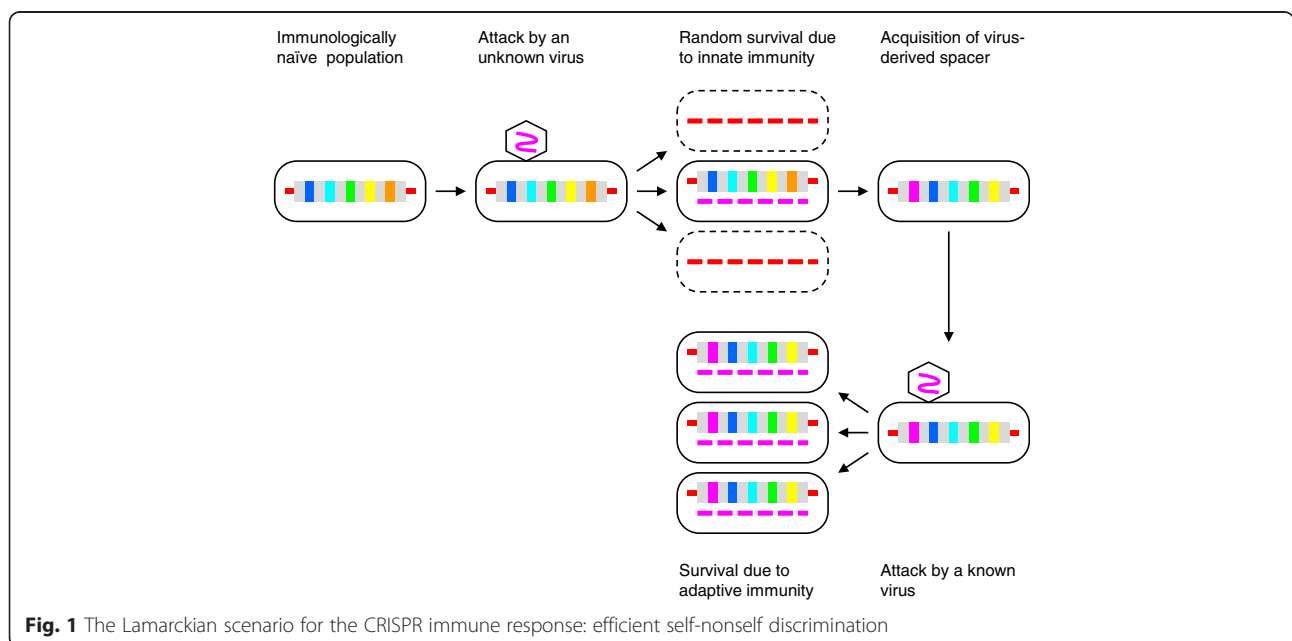 Immunologically
naïve population
Attack by an
unknown virus
Random survival due
to innate immunity
Acquisition of virus-
derived spacer
Survival due to
adaptive immunity
Attack by a known
virus
Fig. 1 The Lamarckian scenario for the CRISPR immune response: efficient self-nonself discrimination